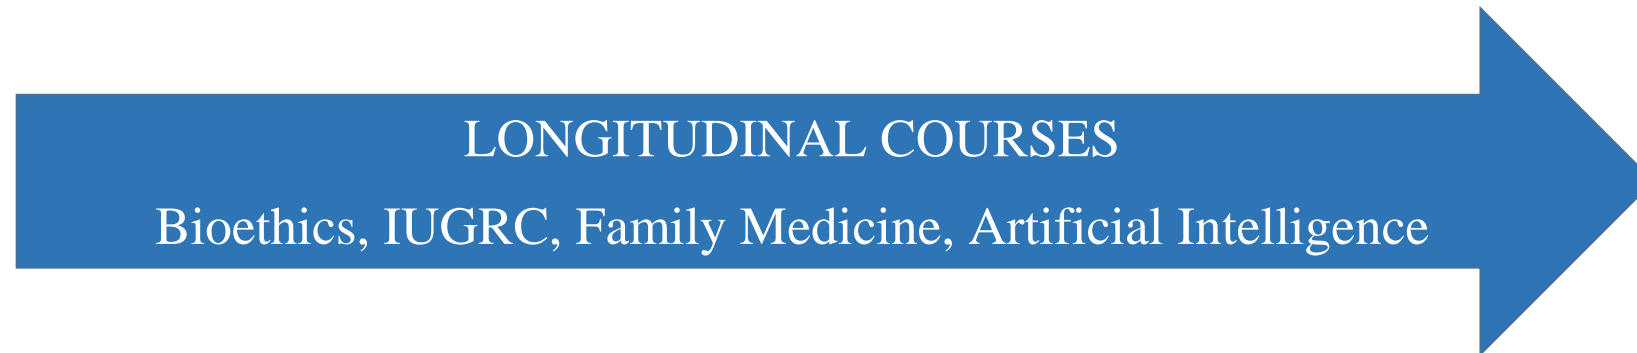 LONGITUDINAL COURSES
Bioethics, IUGRC, Family Medicine, Artificial Intelligence